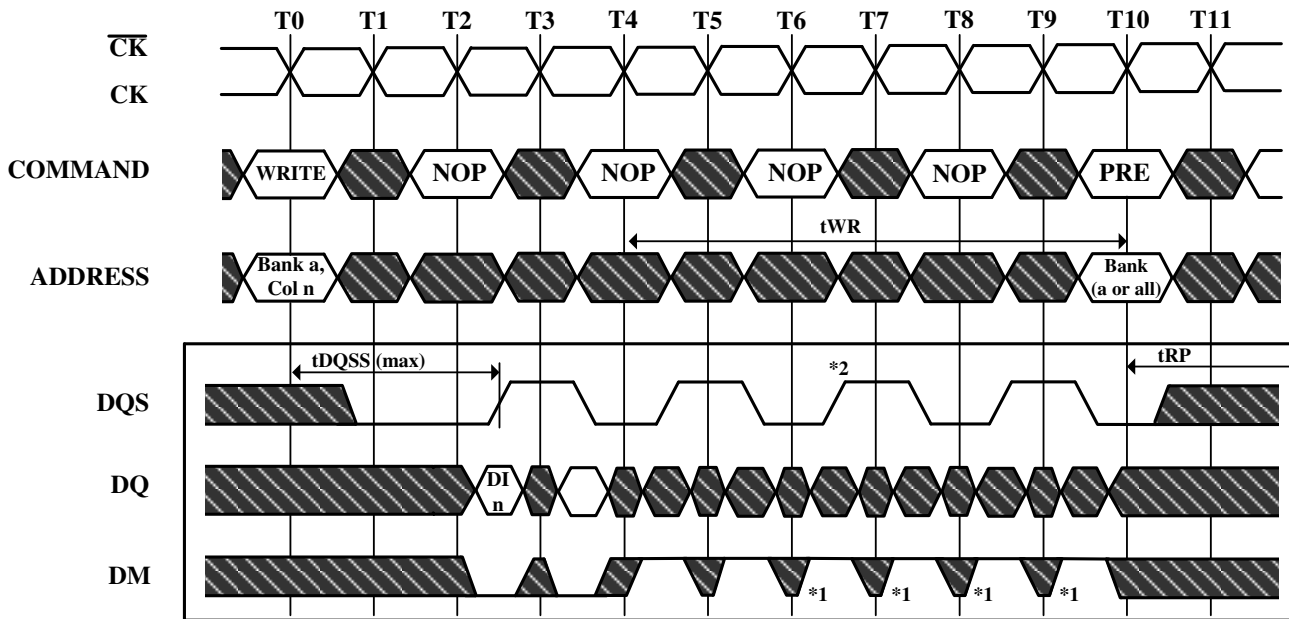 T0 T1 T2 T3 T4 T5 T6 T7 T8 T9 T10 T11
CK
CK
COMMAND WRITE NOP NOP NOP NOP PRE
tWR
ADDRESS Bank a, Col n Bank (a or all)
tDQSS (max) *2 tRP
DQS
DQ DI n
DM *1 *1 *1 *1